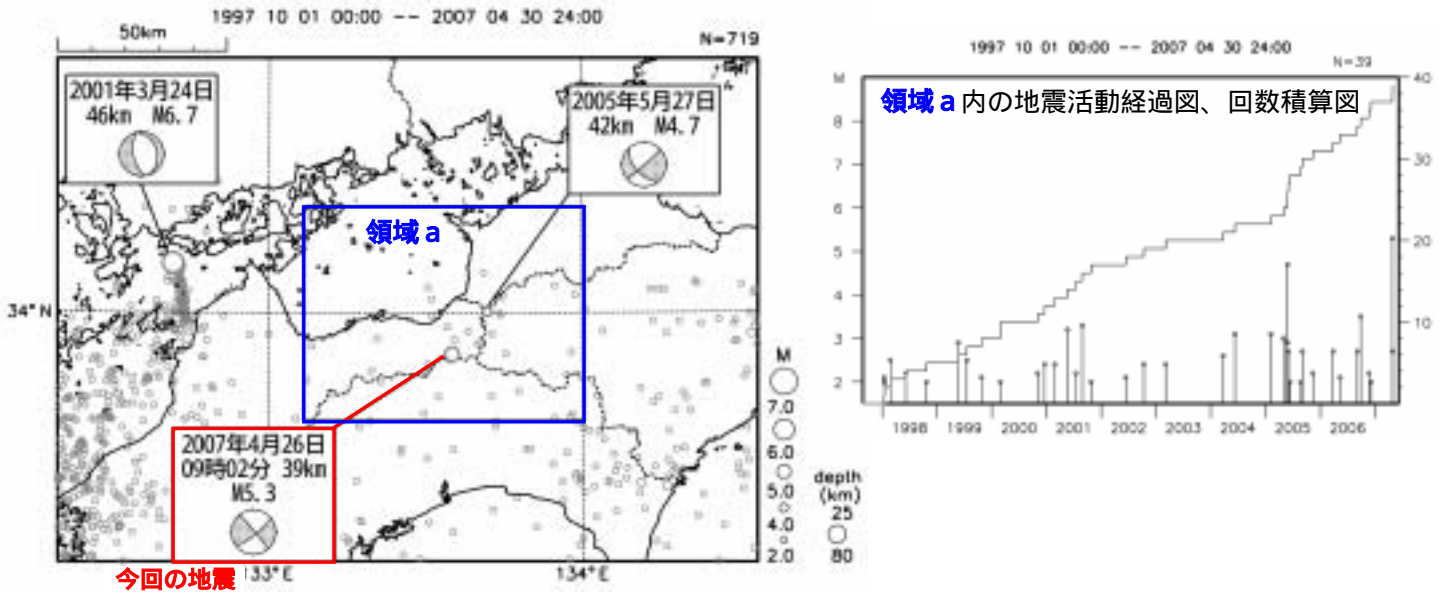 1997 10 01 00:00 -- 2007 04 30 24:00
50km
N=719
2001年3月24日
46km M6.7
2005年5月27日
42km M4.7
領域a
34°N
2007年4月26日
09時02分 39km
M5.3
今回の地震
33°E
134°E
M
7.0
6.0
5.0
4.0
2.0
depth
(km)
25
80
1997 10 01 00:00 -- 2007 04 30 24:00
N=39
M
領域a内の地震活動経過図、回数積算図
8
7
6
5
4
3
2
40
30
20
10
1998
1999
2000
2001
2002
2003
2004
2005
2006